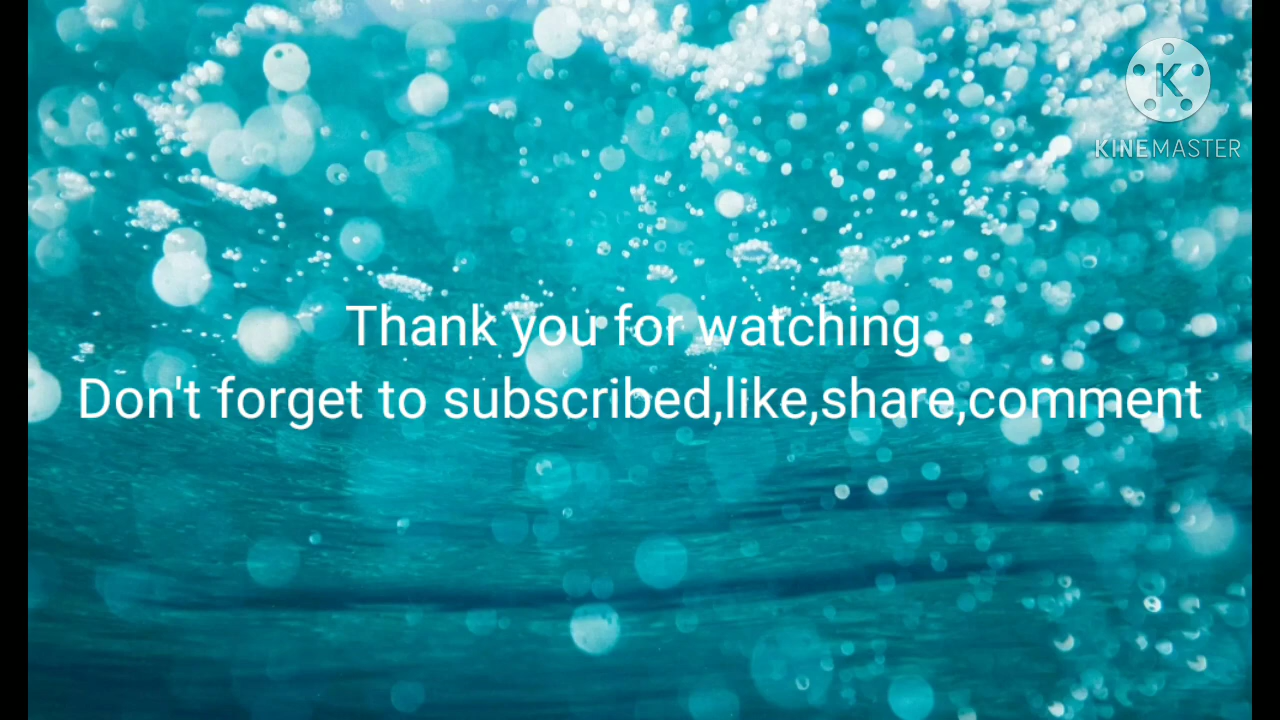 K
KINEMASTER
Thank you for watching
Don't forget to subscribed,like,share,comment